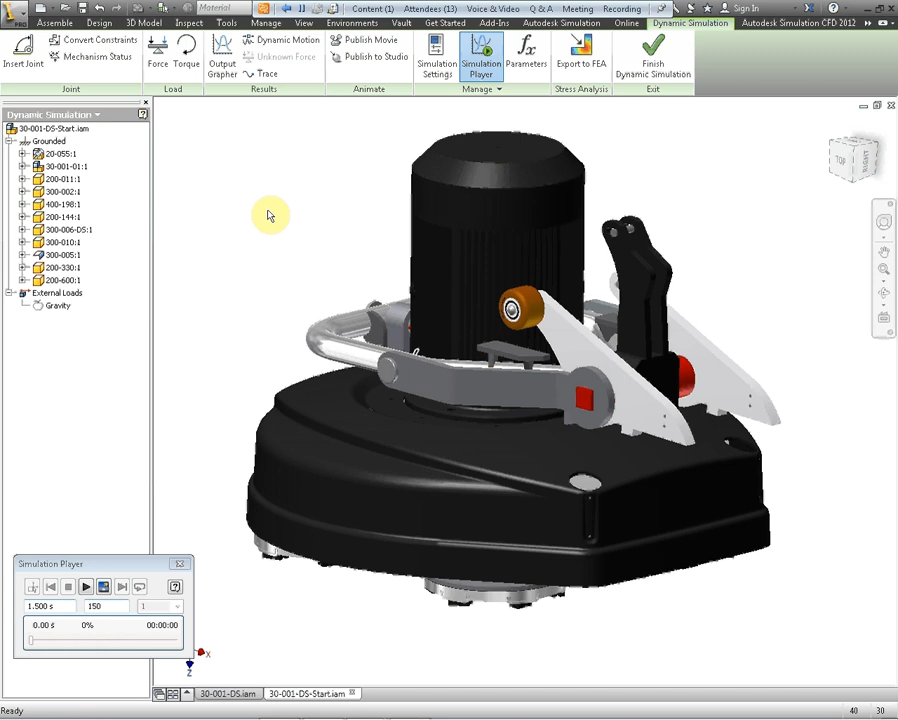 Material Content (1) Attendees (13) Voice & Video Q & A Meeting Recording
PRO Assembly Design 3D Model Inspect Tools Manage View Environments Vault Get Started Add-Ins Autodesk Simulation Online Dynamic Simulation Autodesk Simulation CFD 2012
Insert Joint Convert Constraints Mechanism Status Force Torque Output Grapher Dynamic Motion Unknown Force Trace Publish Movie Publish to Studio Simulation Settings Simulation Player Parameters Export to FEA Finish Dynamic Simulation
Joint Load Results Animate Manage Stress Analysis Exit
Dynamic Simulation
30-001-DS-Start.iam
Grounded
20-055:1
30-001-01:1
200-011:1
300-002:1
400-198:1
200-144:1
300-006-DS:1
300-010:1
300-005:1
200-330:1
200-600:1
External Loads
Gravity
TOP RIGHT
Simulation Player
1.500 s 150 1
0.00 s 0% 00:00:00
X
Z
30-001-DS.iam 30-001-DS-Start.iam
Ready 40 30